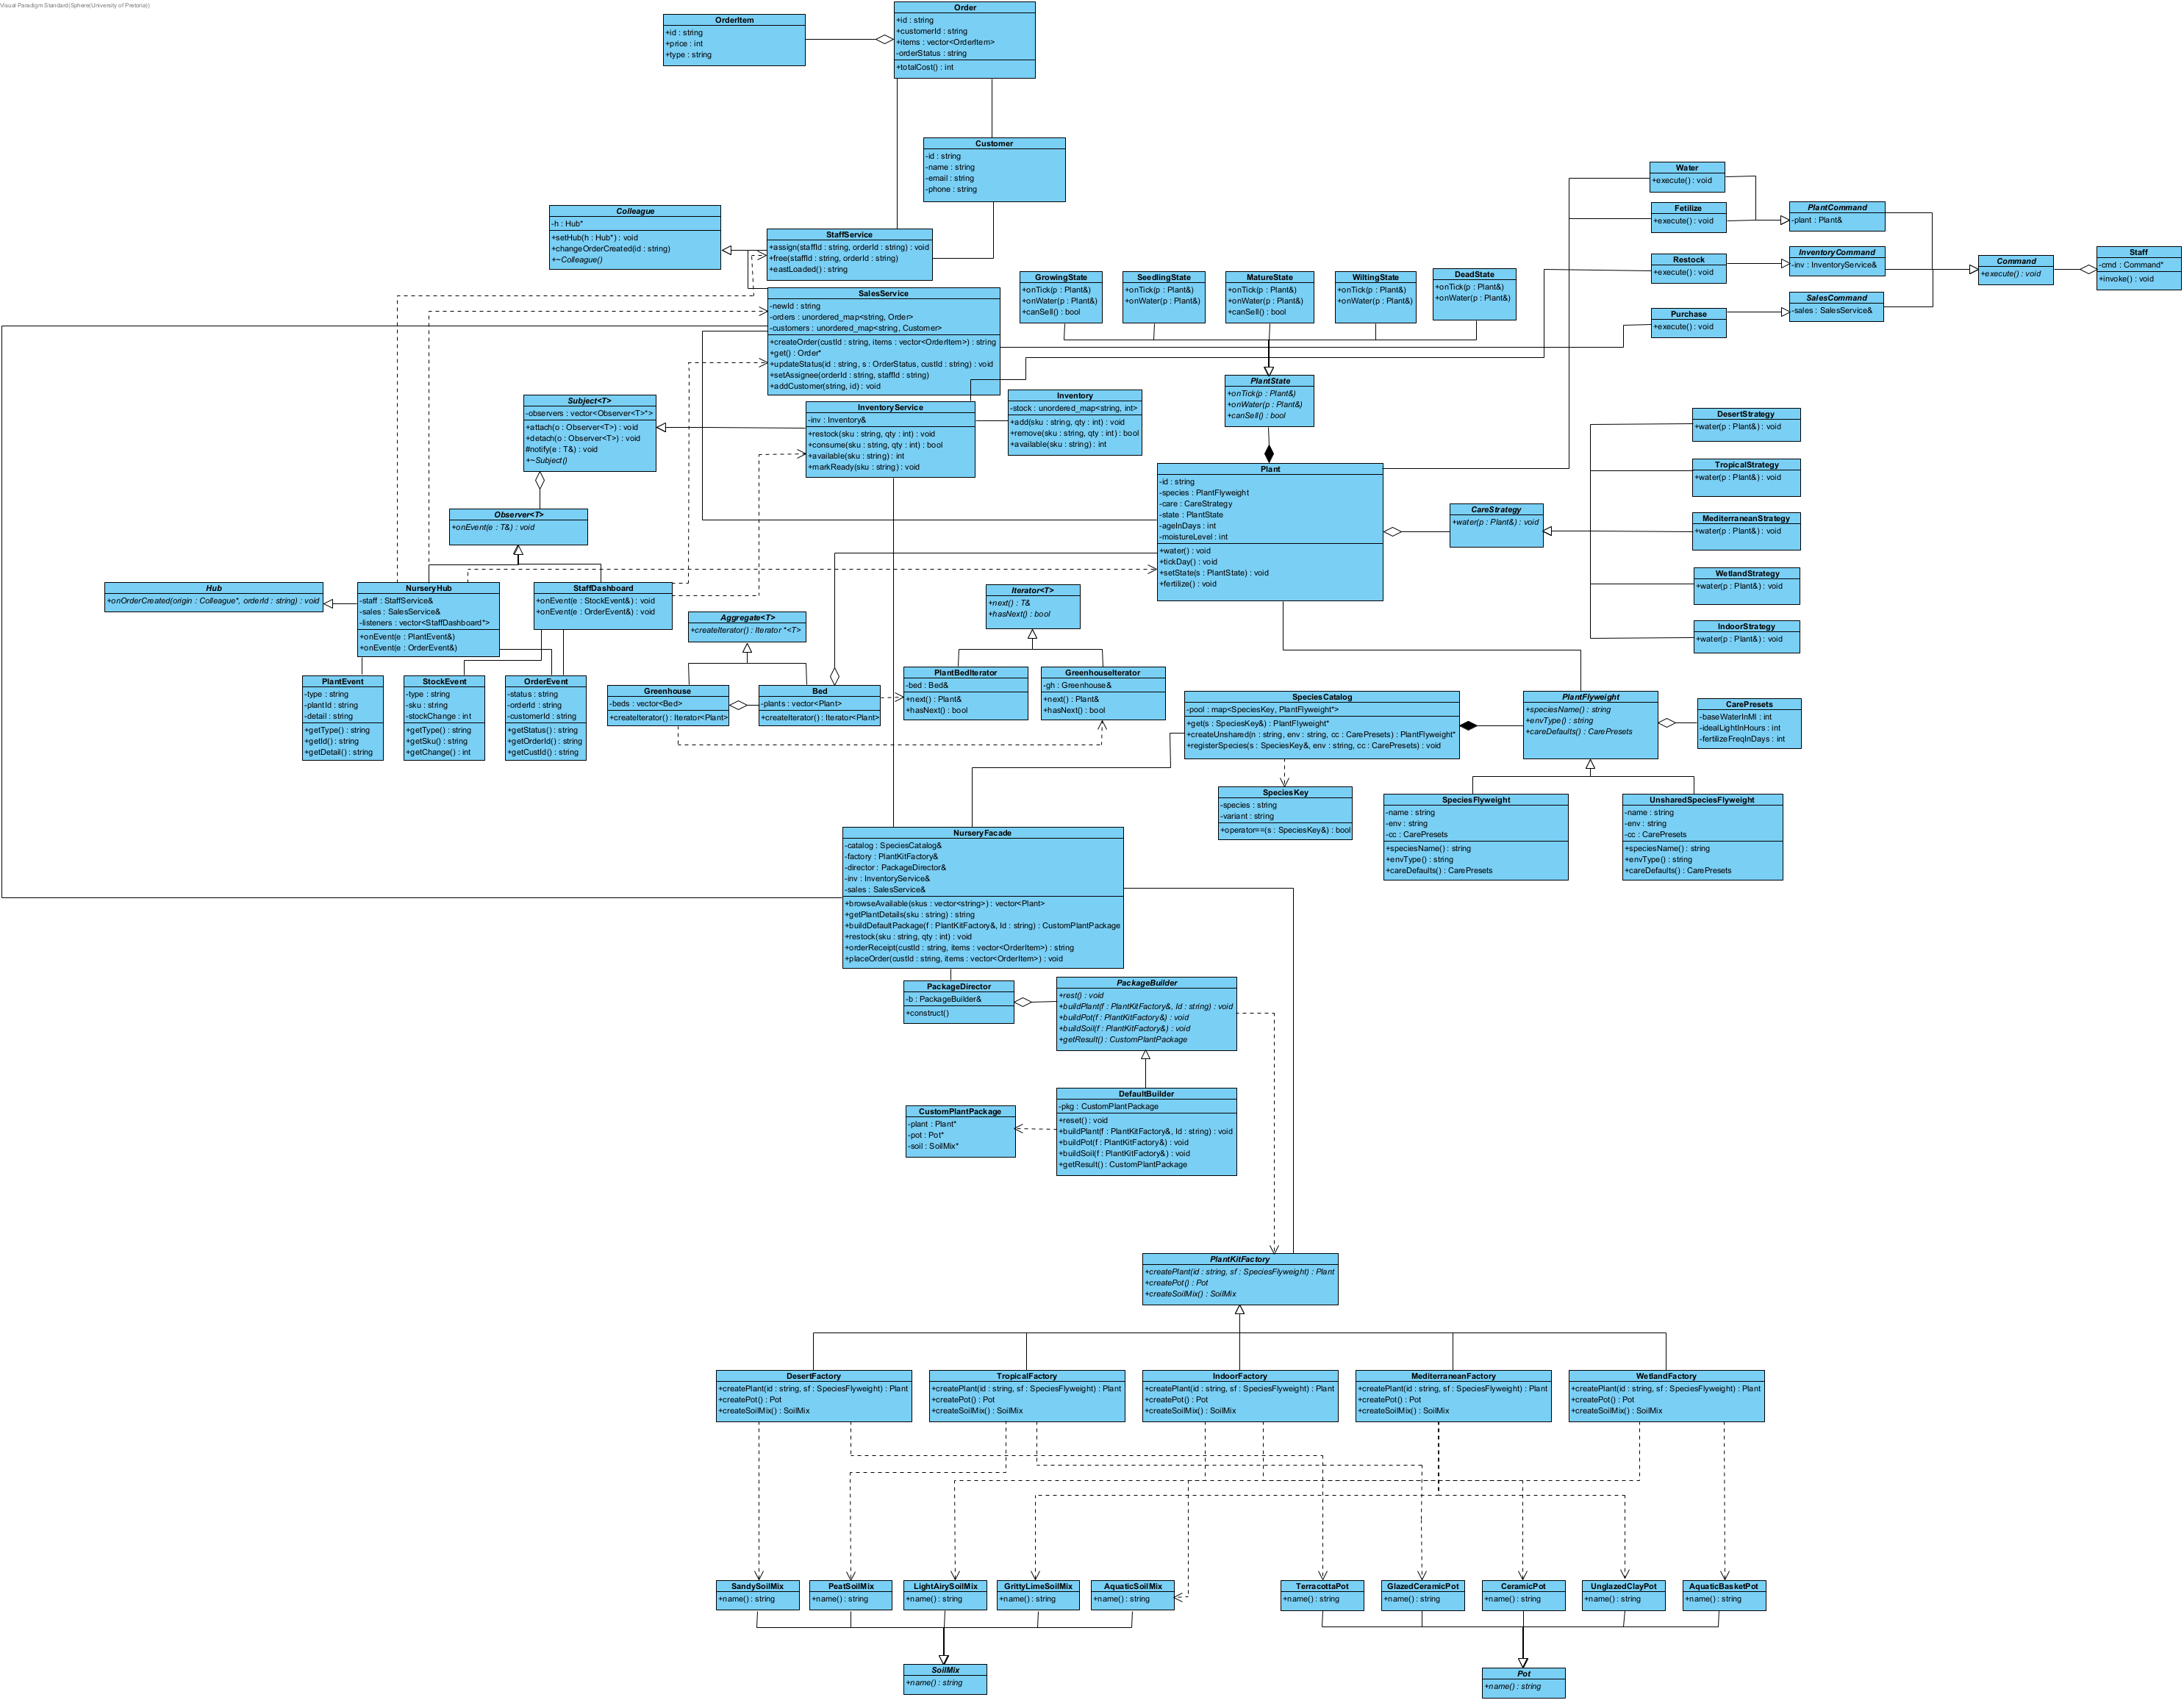 Visual Paradigm Standard(Sphere(University of Pretoria))
Order
+id : string
+customerId : string
+items : vector<OrderItem>
-orderStatus : string
+totalCost() : int
OrderItem
+id : string
+price : int
+type : string
Customer
-id : string
-name : string
-email : string
-phone : string
Colleague
-h : Hub*
+setHub(h : Hub*) : void
+changeOrderCreated(id : string)
+~Colleague()
StaffService
+assign(staffId : string, orderId : string) : void
+free(staffId : string, orderId : string)
+eastLoaded() : string
SalesService
-newId : string
-orders : unordered_map<string, Order>
-customers : unordered_map<string, Customer>
+createOrder(custId : string, items : vector<OrderItem>) : string
+get() : Order*
+updateStatus(id : string, s : OrderStatus, custId : string) : void
+setAssignee(orderId : string, staffId : string)
+addCustomer(string, id) : void
GrowingState
+onTick(p : Plant&)
+onWater(p : Plant&)
+canSell() : bool
SeedlingState
+onTick(p : Plant&)
+onWater(p : Plant&)
MatureState
+onTick(p : Plant&)
+onWater(p : Plant&)
+canSell() : bool
WiltingState
+onTick(p : Plant&)
+onWater(p : Plant&)
DeadState
+onTick(p : Plant&)
+onWater(p : Plant&)
Water
+execute() : void
Fetilize
+execute() : void
Restock
+execute() : void
Purchase
+execute() : void
PlantCommand
-plant : Plant&
InventoryCommand
-inv : InventoryService&
SalesCommand
-sales : SalesService&
Command
+execute() : void
Staff
-cmd : Command*
+invoke() : void
PlantState
+onTick(p : Plant&)
+onWater(p : Plant&)
+canSell() : bool
Subject<T>
-observers : vector<Observer<T>*>
+attach(o : Observer<T>) : void
+detach(o : Observer<T>) : void
#notify(e : T&) : void
+~Subject()
InventoryService
-inv : Inventory&
+restock(sku : string, qty : int) : void
+consume(sku : string, qty : int) : bool
+available(sku : string) : int
+markReady(sku : string) : void
Inventory
-stock : unordered_map<string, int>
+add(sku : string, qty : int) : void
+remove(sku : string, qty : int) : bool
+available(sku : string) : int
Plant
-id : string
-species : PlantFlyweight
-care : CareStrategy
-state : PlantState
-ageInDays : int
-moistureLevel : int
+water() : void
+tickDay() : void
+setState(s : PlantState) : void
+fertilize() : void
CareStrategy
+water(p : Plant&) : void
DesertStrategy
+water(p : Plant&) : void
TropicalStrategy
+water(p : Plant&) : void
MediterraneanStrategy
+water(p : Plant&) : void
WetlandStrategy
+water(p : Plant&) : void
IndoorStrategy
+water(p : Plant&) : void
Observer<T>
+onEvent(e : T&) : void
Hub
+onOrderCreated(origin : Colleague*, orderId : string) : void
NurseryHub
-staff : StaffService&
-sales : SalesService&
-listeners : vector<StaffDashboard*>
+onEvent(e : PlantEvent&)
+onEvent(e : OrderEvent&)
StaffDashboard
+onEvent(e : StockEvent&) : void
+onEvent(e : OrderEvent&) : void
Aggregate<T>
+createIterator() : Iterator *<T>
Iterator<T>
+next() : T&
+hasNext() : bool
PlantEvent
-type : string
-plantId : string
-detail : string
+getType() : string
+getId() : string
+getDetail() : string
StockEvent
-type : string
-sku : string
-stockChange : int
+getType() : string
+getSku() : string
+getChange() : int
OrderEvent
-status : string
-orderId : string
-customerId : string
+getStatus() : string
+getOrderId() : string
+getCustId() : string
Greenhouse
-beds : vector<Bed>
+createIterator() : Iterator<Plant>
Bed
-plants : vector<Plant>
+createIterator() : Iterator<Plant>
PlantBedIterator
-bed : Bed&
+next() : Plant&
+hasNext() : bool
GreenhouseIterator
-gh : Greenhouse&
+next() : Plant&
+hasNext() : bool
SpeciesCatalog
-pool : map<SpeciesKey, PlantFlyweight*>
+get(s : SpeciesKey&) : PlantFlyweight*
+createUnshared(n : string, env : string, cc : CarePresets) : PlantFlyweight*
+registerSpecies(s : SpeciesKey&, env : string, cc : CarePresets) : void
PlantFlyweight
+speciesName() : string
+envType() : string
+careDefaults() : CarePresets
CarePresets
-baseWaterInMl : int
-idealLightInHours : int
-fertilizeFreqInDays : int
SpeciesKey
-species : string
-variant : string
+operator==(s : SpeciesKey&) : bool
SpeciesFlyweight
-name : string
-env : string
-cc : CarePresets
+speciesName() : string
+envType() : string
+careDefaults() : CarePresets
UnsharedSpeciesFlyweight
-name : string
-env : string
-cc : CarePresets
+speciesName() : string
+envType() : string
+careDefaults() : CarePresets
NurseryFacade
-catalog : SpeciesCatalog&
-factory : PlantKitFactory&
-director : PackageDirector&
-inv : InventoryService&
-sales : SalesService&
+browseAvailable(skus : vector<string>) : vector<Plant>
+getPlantDetails(sku : string) : string
+buildDefaultPackage(f : PlantKitFactory&, Id : string) : CustomPlantPackage
+restock(sku : string, qty : int) : void
+orderReceipt(custId : string, items : vector<OrderItem>) : string
+placeOrder(custId : string, items : vector<OrderItem>) : void
PackageDirector
-b : PackageBuilder&
+construct()
PackageBuilder
+rest() : void
+buildPlant(f : PlantKitFactory&, Id : string) : void
+buildPot(f : PlantKitFactory&) : void
+buildSoil(f : PlantKitFactory&) : void
+getResult() : CustomPlantPackage
CustomPlantPackage
-plant : Plant*
-pot : Pot*
-soil : SoilMix*
DefaultBuilder
-pkg : CustomPlantPackage
+reset() : void
+buildPlant(f : PlantKitFactory&, Id : string) : void
+buildPot(f : PlantKitFactory&) : void
+buildSoil(f : PlantKitFactory&) : void
+getResult() : CustomPlantPackage
PlantKitFactory
+createPlant(id : string, sf : SpeciesFlyweight) : Plant
+createPot() : Pot
+createSoilMix() : SoilMix
DesertFactory
+createPlant(id : string, sf : SpeciesFlyweight) : Plant
+createPot() : Pot
+createSoilMix() : SoilMix
TropicalFactory
+createPlant(id : string, sf : SpeciesFlyweight) : Plant
+createPot() : Pot
+createSoilMix() : SoilMix
IndoorFactory
+createPlant(id : string, sf : SpeciesFlyweight) : Plant
+createPot() : Pot
+createSoilMix() : SoilMix
MediterraneanFactory
+createPlant(id : string, sf : SpeciesFlyweight) : Plant
+createPot() : Pot
+createSoilMix() : SoilMix
WetlandFactory
+createPlant(id : string, sf : SpeciesFlyweight) : Plant
+createPot() : Pot
+createSoilMix() : SoilMix
SandySoilMix
+name() : string
PeatSoilMix
+name() : string
LightAirySoilMix
+name() : string
GrittyLimeSoilMix
+name() : string
AquaticSoilMix
+name() : string
TerracottaPot
+name() : string
GlazedCeramicPot
+name() : string
CeramicPot
+name() : string
UnglazedClayPot
+name() : string
AquaticBasketPot
+name() : string
SoilMix
+name() : string
Pot
+name() : string